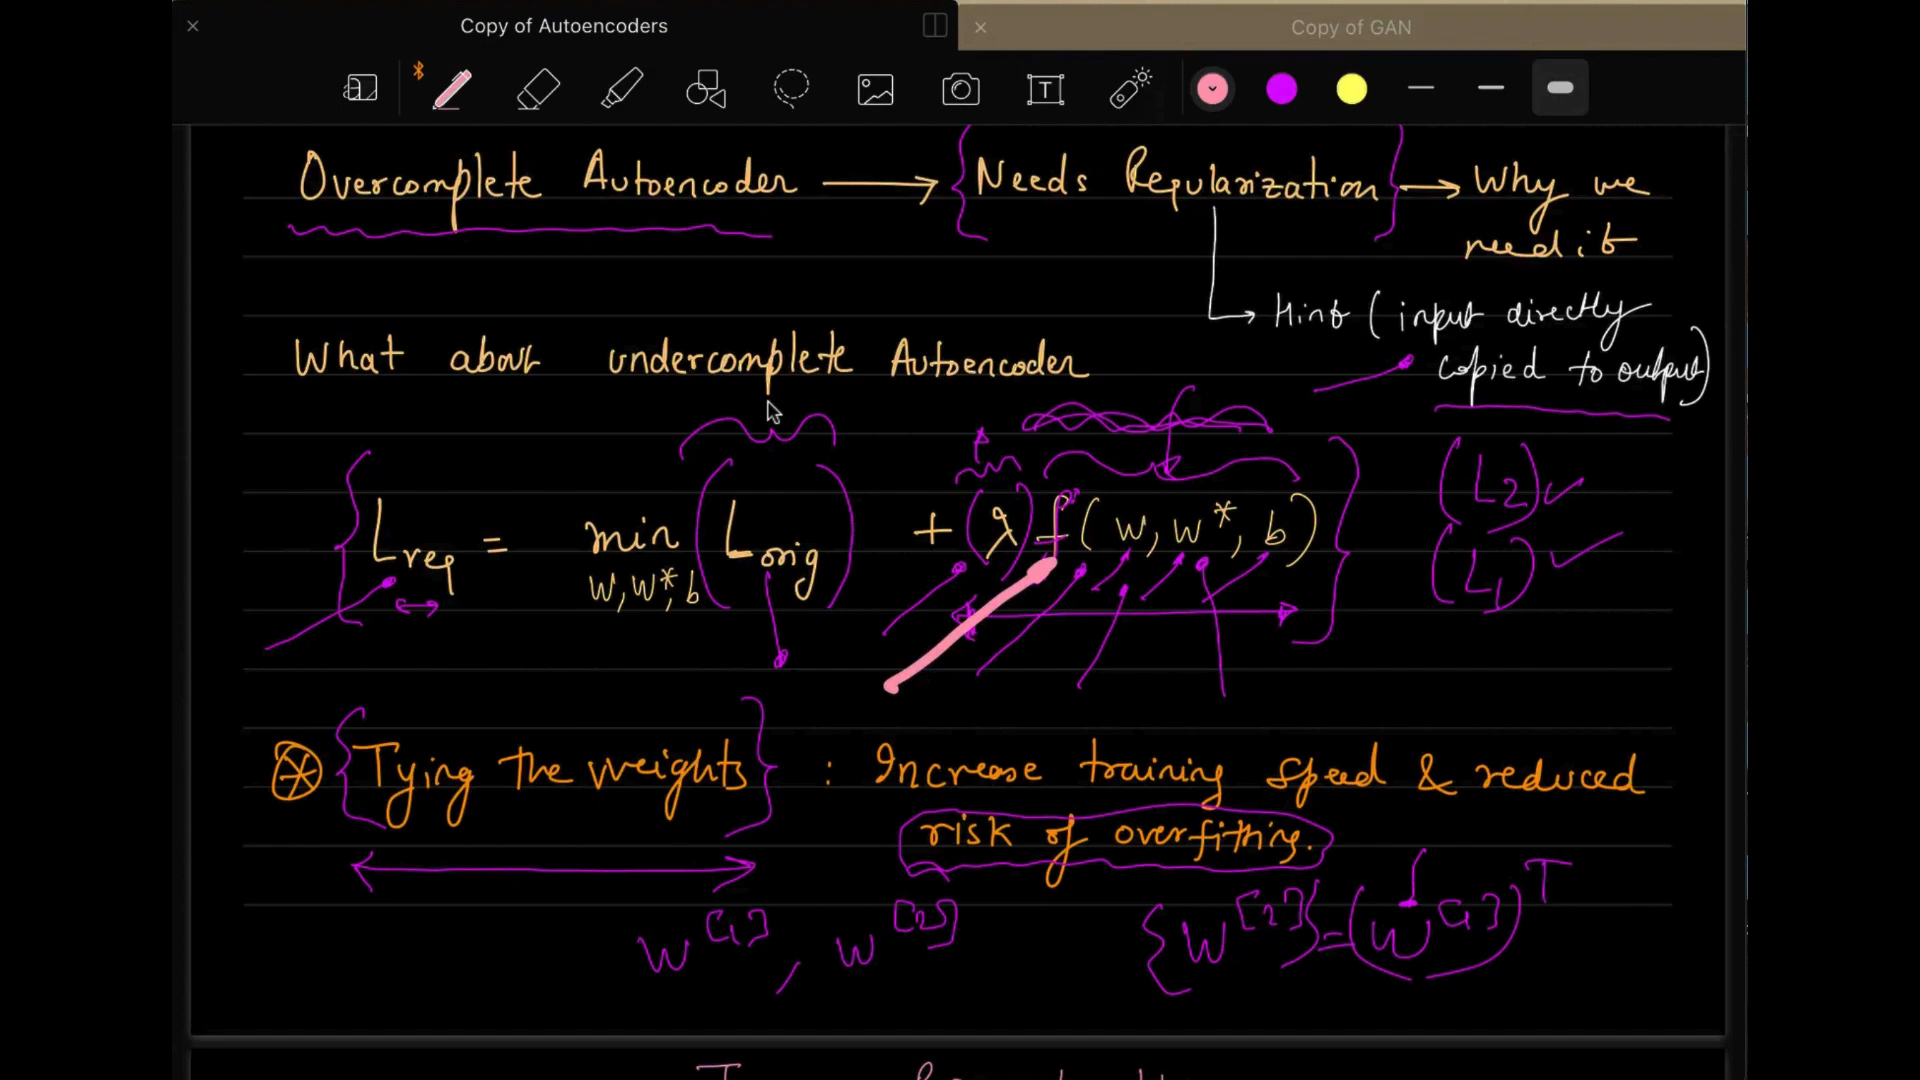 Copy of Autoencoders
Copy of GAN
Overcomplete Autoencoder → {Needs Regularization} → Why we
need it
→ Hint (input directly
copied to output)
What about undercomplete Autoencoder
L reg = min (L orig) + (λ) f(W, W*, b)
W, W*, b
(L2) ✓
(L1) ✓
⊛ {Tying the weights} : Increase training speed & reduced
risk of overfitting.
W[1], W[2]
{W[2]} = (W[1])T